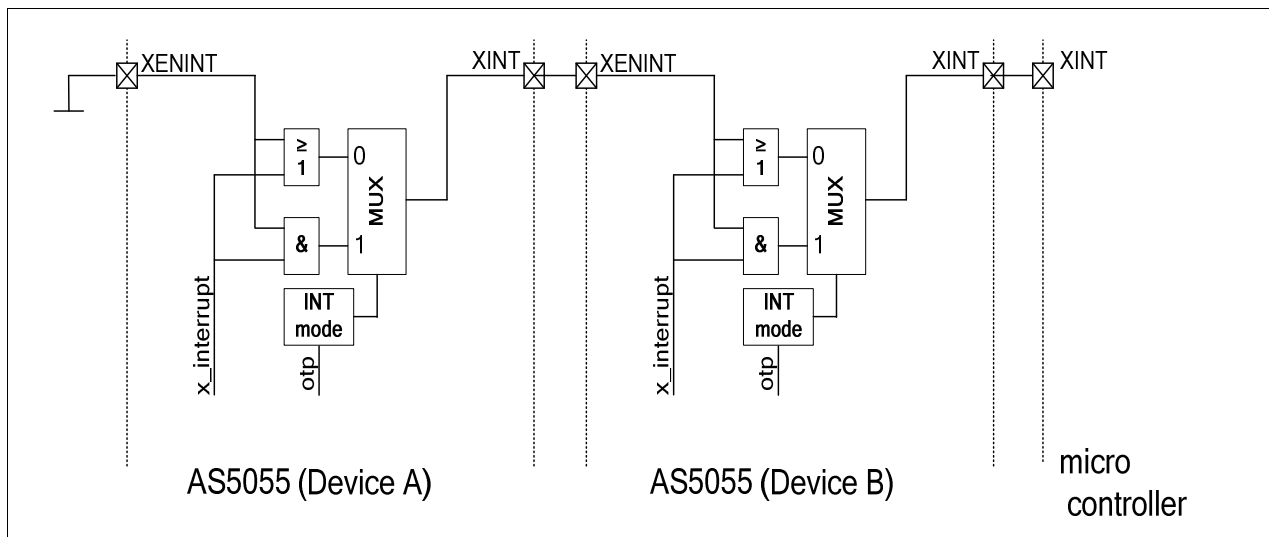 XENINT
XINT
XENINT
XINT
XINT
≥
1
0
MUX
&
1
INT
mode
x_interrupt
otp
≥
1
0
MUX
&
1
INT
mode
x_interrupt
otp
AS5055 (Device A)
AS5055 (Device B)
micro
controller